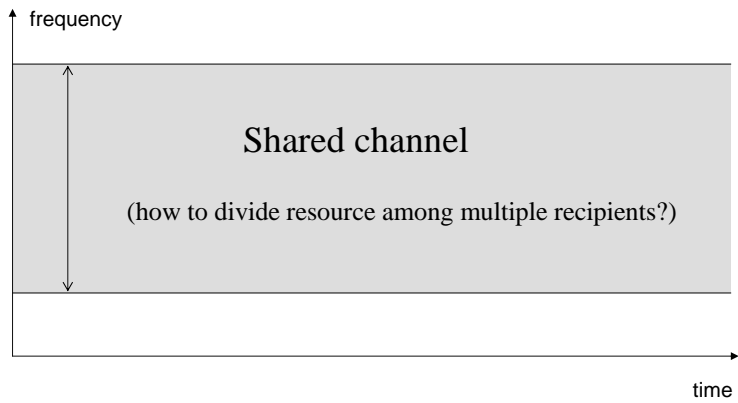 frequency
Shared channel
(how to divide resource among multiple recipients?)
time